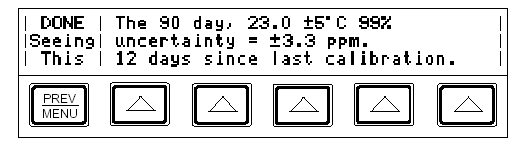 | DONE | The 90 day, 23.0 ±5°C 99% |
|Seeing| uncertainty = ±3.3 ppm. |
| This | 12 days since last calibration. |
PREV
MENU